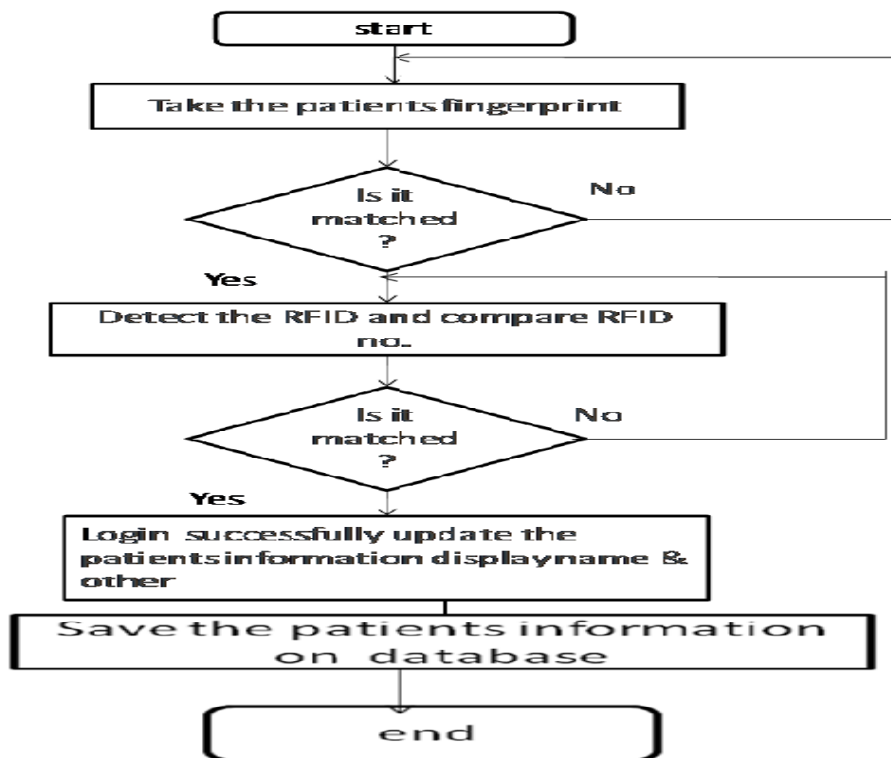 start
Take the patients fingerprint
Is it
matched
?
No
Yes
Detect the RFID and compare RFID
no.
Is it
matched
?
No
Yes
Login successfully update the
patients information display name &
other
Save the patients information
on database
end